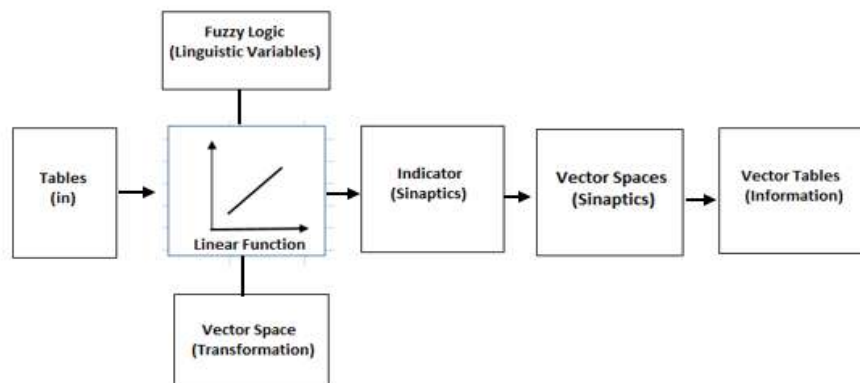 Fuzzy Logic
(Linguistic Variables)
Tables
(in)
Linear Function
Indicator
(Sinaptics)
Vector Spaces
(Sinaptics)
Vector Tables
(Information)
Vector Space
(Transformation)